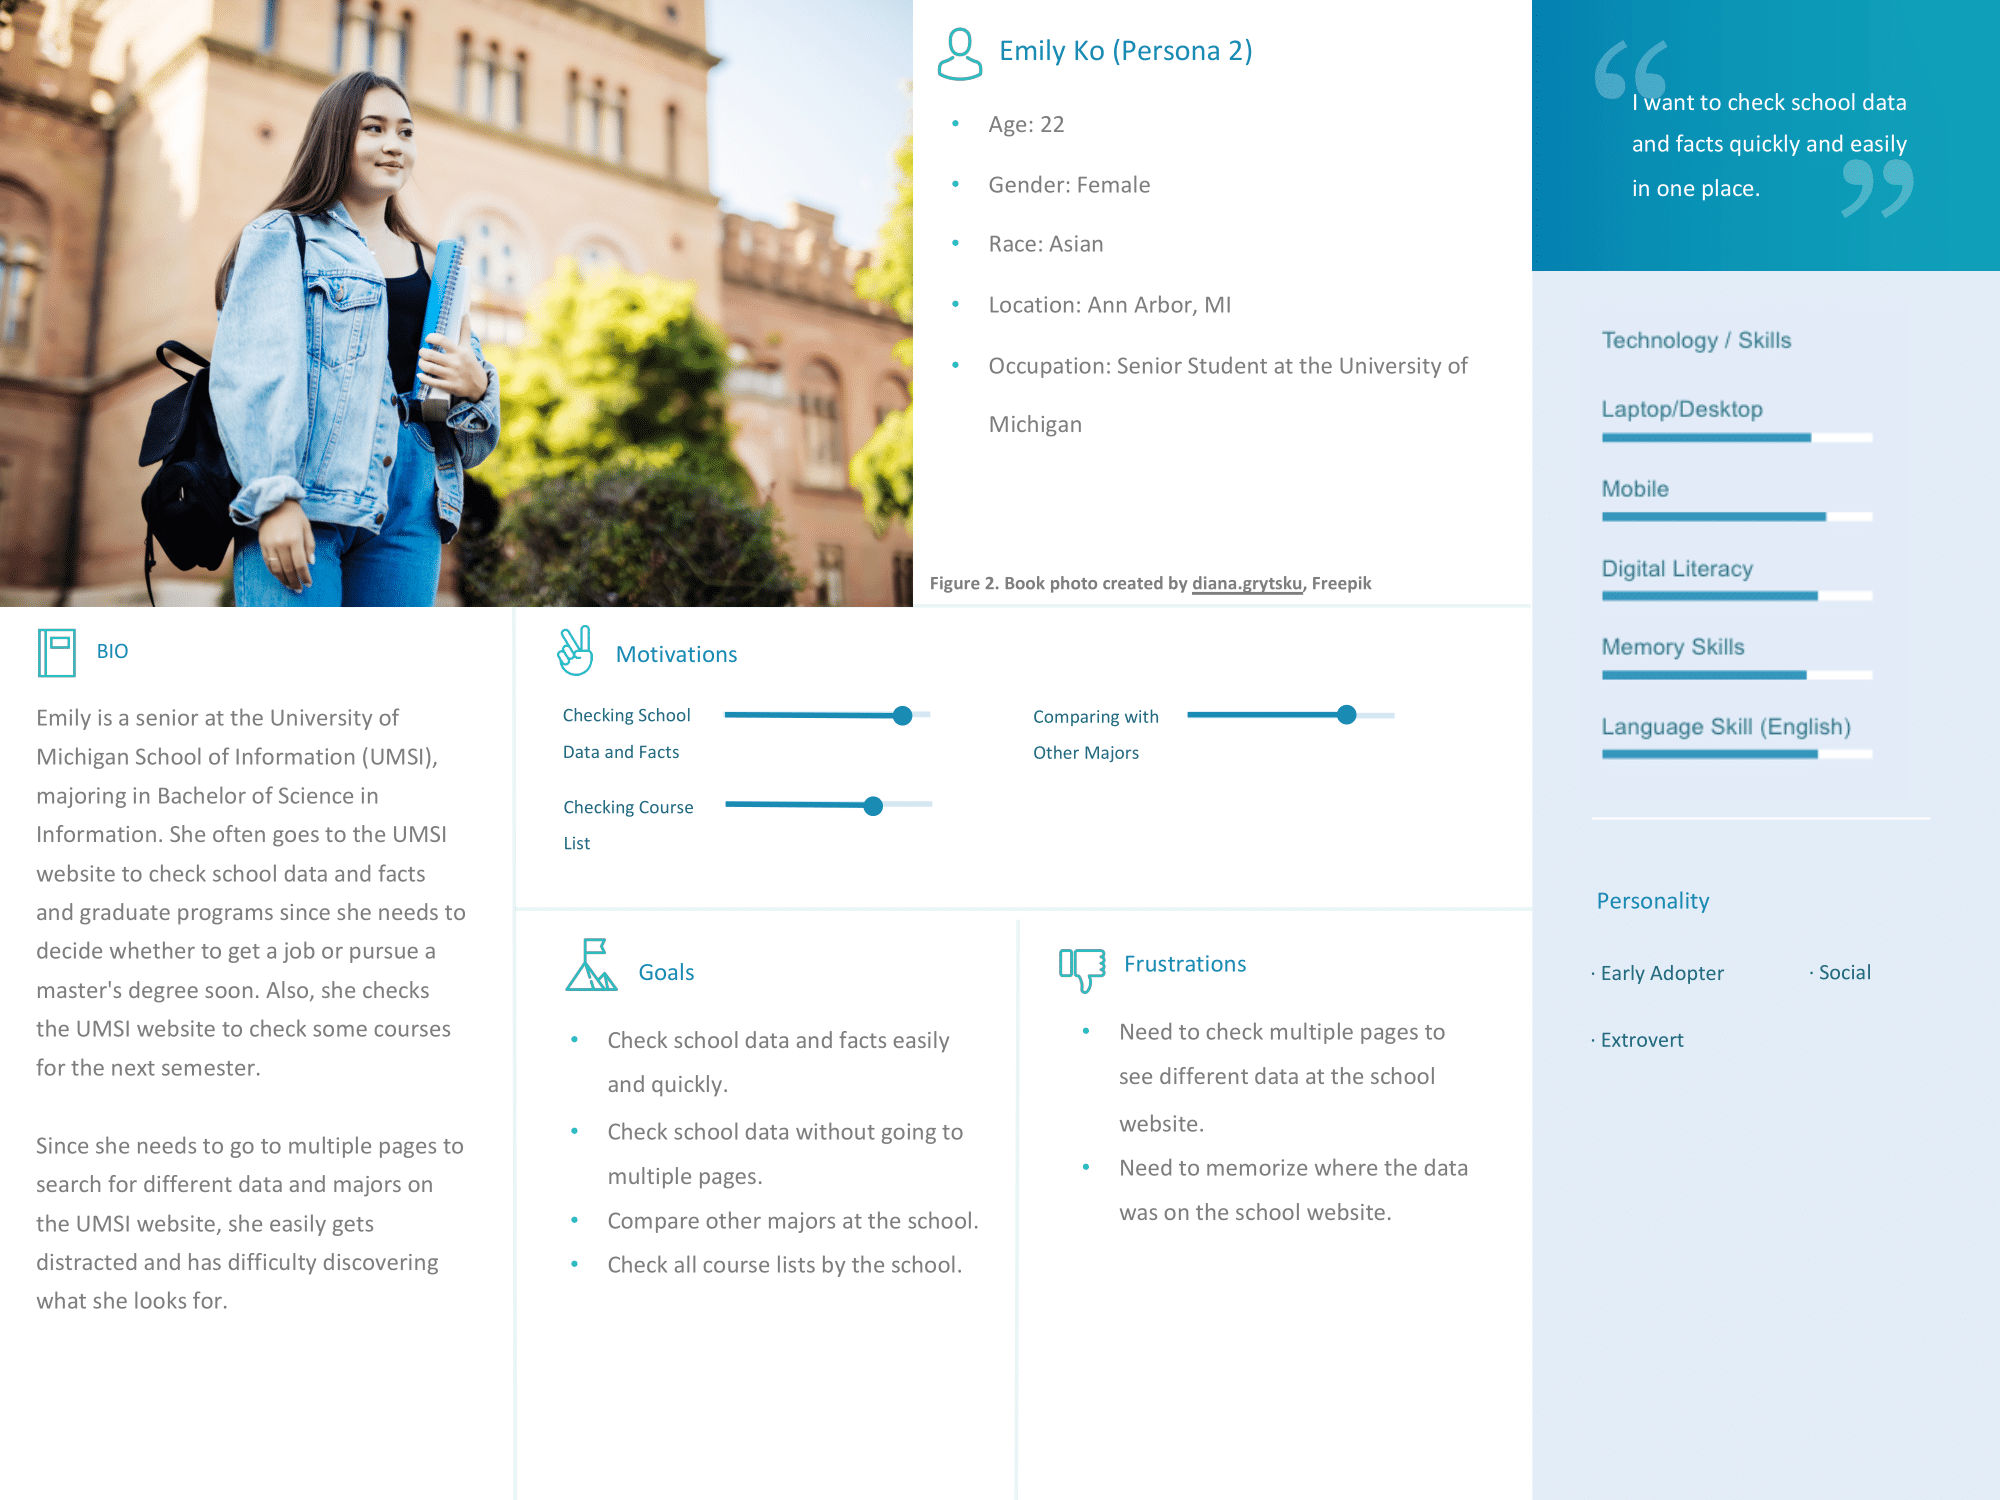 Emily Ko (Persona 2)
• Age: 22
• Gender: Female
• Race: Asian
• Location: Ann Arbor, MI
• Occupation: Senior Student at the University of
Michigan
Figure 2. Book photo created by diana.grytsku, Freepik
“
I want to check school data
and facts quickly and easily
in one place.
”
Technology / Skills
Laptop/Desktop
Mobile
Digital Literacy
Memory Skills
Language Skill (English)
Personality
· Early Adopter
· Social
· Extrovert
BIO
Emily is a senior at the University of
Michigan School of Information (UMSI),
majoring in Bachelor of Science in
Information. She often goes to the UMSI
website to check school data and facts
and graduate programs since she needs to
decide whether to get a job or pursue a
master's degree soon. Also, she checks
the UMSI website to check some courses
for the next semester.
Since she needs to go to multiple pages to
search for different data and majors on
the UMSI website, she easily gets
distracted and has difficulty discovering
what she looks for.
Motivations
Checking School
Data and Facts
Comparing with
Other Majors
Checking Course
List
Goals
• Check school data and facts easily
and quickly.
• Check school data without going to
multiple pages.
• Compare other majors at the school.
• Check all course lists by the school.
Frustrations
• Need to check multiple pages to
see different data at the school
website.
• Need to memorize where the data
was on the school website.